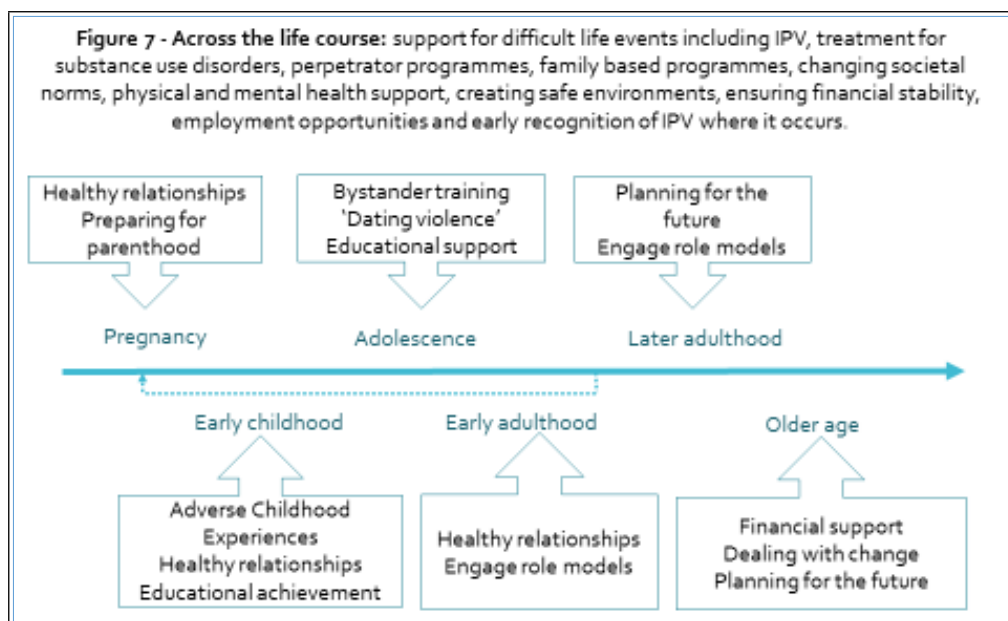 Figure 7 - Across the life course: support for difficult life events including IPV, treatment for
substance use disorders, perpetrator programmes, family based programmes, changing societal
norms, physical and mental health support, creating safe environments, ensuring financial stability,
employment opportunities and early recognition of IPV where it occurs.
Healthy relationships
Preparing for
parenthood
Bystander training
'Dating violence'
Educational support
Planning for the
future
Engage role models
Pregnancy
Adolescence
Later adulthood
Early childhood
Early adulthood
Older age
Adverse Childhood
Experiences
Healthy relationships
Educational achievement
Healthy relationships
Engage role models
Financial support
Dealing with change
Planning for the future